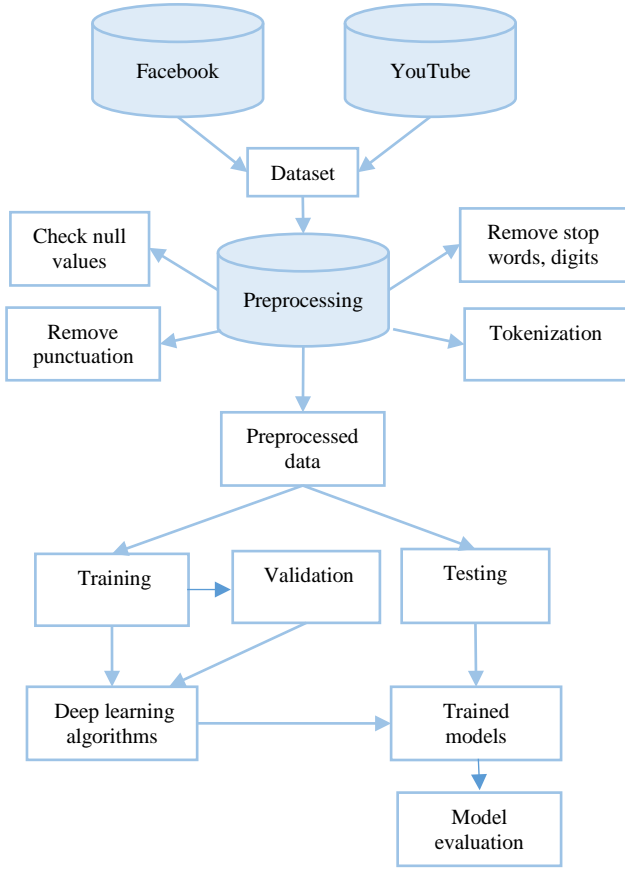 Facebook
YouTube
Dataset
Check null
values
Remove stop
words, digits
Preprocessing
Remove
punctuation
Tokenization
Preprocessed
data
Training
Validation
Testing
Deep learning
algorithms
Trained
models
Model
evaluation